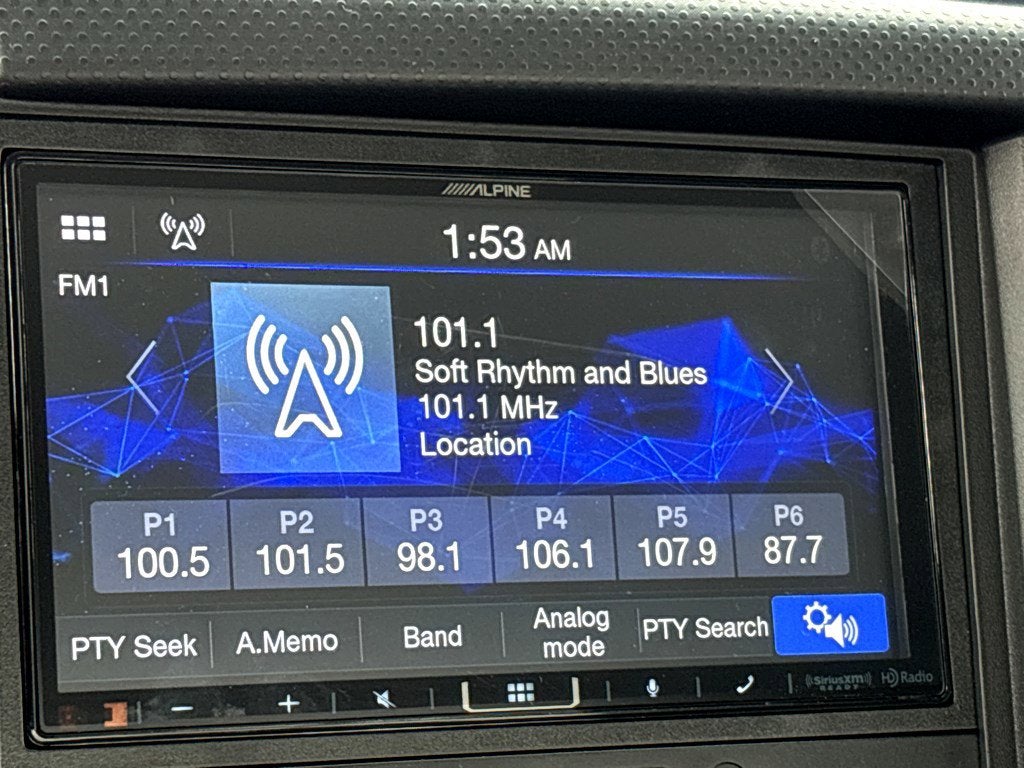 ALPINE
1:53 AM
FM1
101.1
Soft Rhythm and Blues
101.1 MHz
Location
P1 P2 P3 P4 P5 P6
100.5 101.5 98.1 106.1 107.9 87.7
PTY Seek A.Memo Band Analog mode PTY Search
((SiriusXM)) READY HD Radio